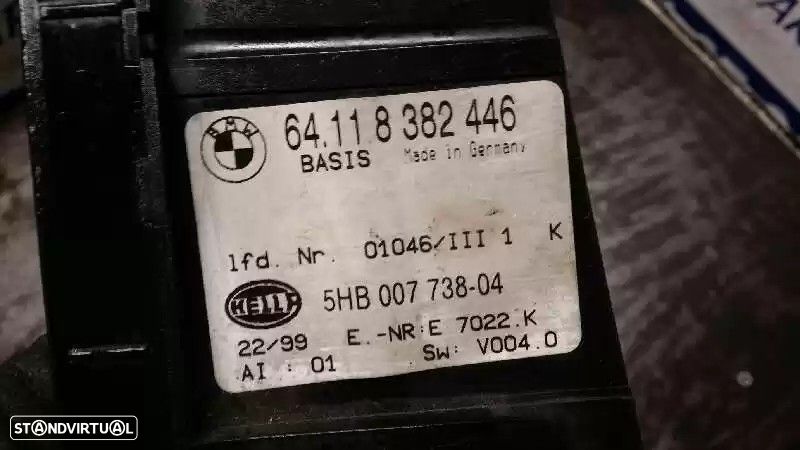 BMW
64.11 8 382 446
BASIS Made in Germany
lfd. Nr. 01046/III 1 K
HELLA
5HB 007 738-04
22/99 E.-NR:E 7022.K
AI : 01 SW: V004.0
STANDVIRTUAL